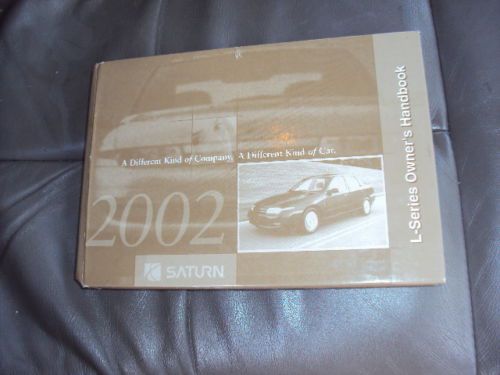 A Different Kind of Company. A Different Kind of Car.
2002
SATURN
L-Series Owner's Handbook